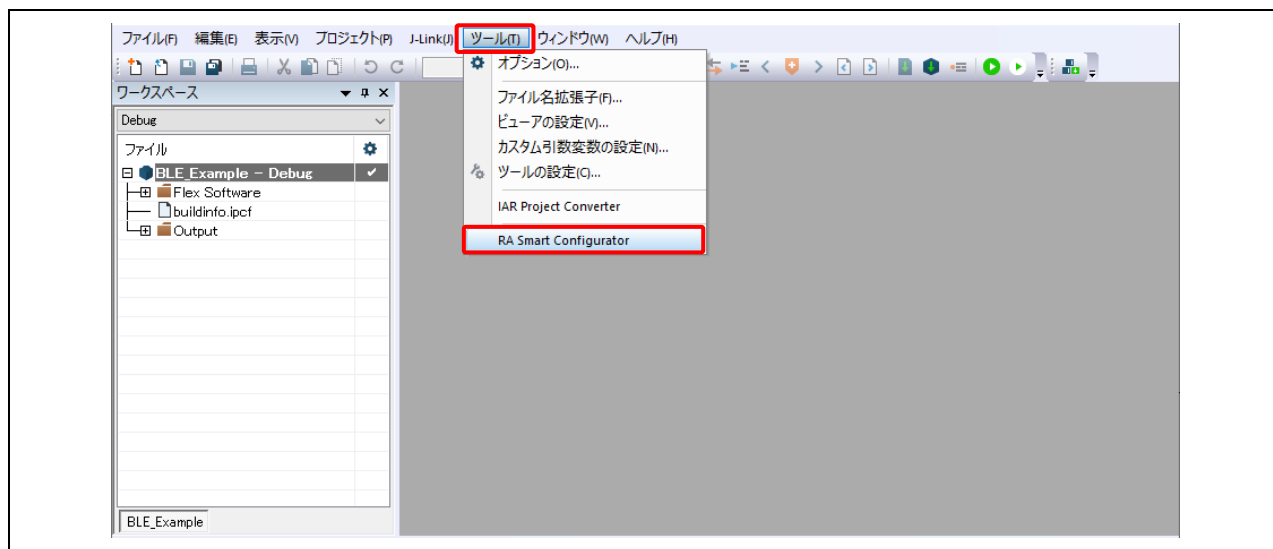 ファイル(F) 編集(E) 表示(V) プロジェクト(P) J-Link(J) ツール(T) ウィンドウ(W) ヘルプ(H)
ワークスペース
Debug
ファイル
BLE_Example - Debug
Flex Software
buildinfo.ipcf
Output
BLE_Example
オプション(O)...
ファイル名拡張子(F)...
ビューアの設定(V)...
カスタム引数変数の設定(N)...
ツールの設定(C)...
IAR Project Converter
RA Smart Configurator